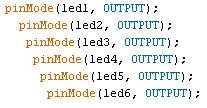 pinMode(led1, OUTPUT);
pinMode(led2, OUTPUT);
pinMode(led3, OUTPUT);
pinMode(led4, OUTPUT);
pinMode(led5, OUTPUT);
pinMode(led6, OUTPUT);